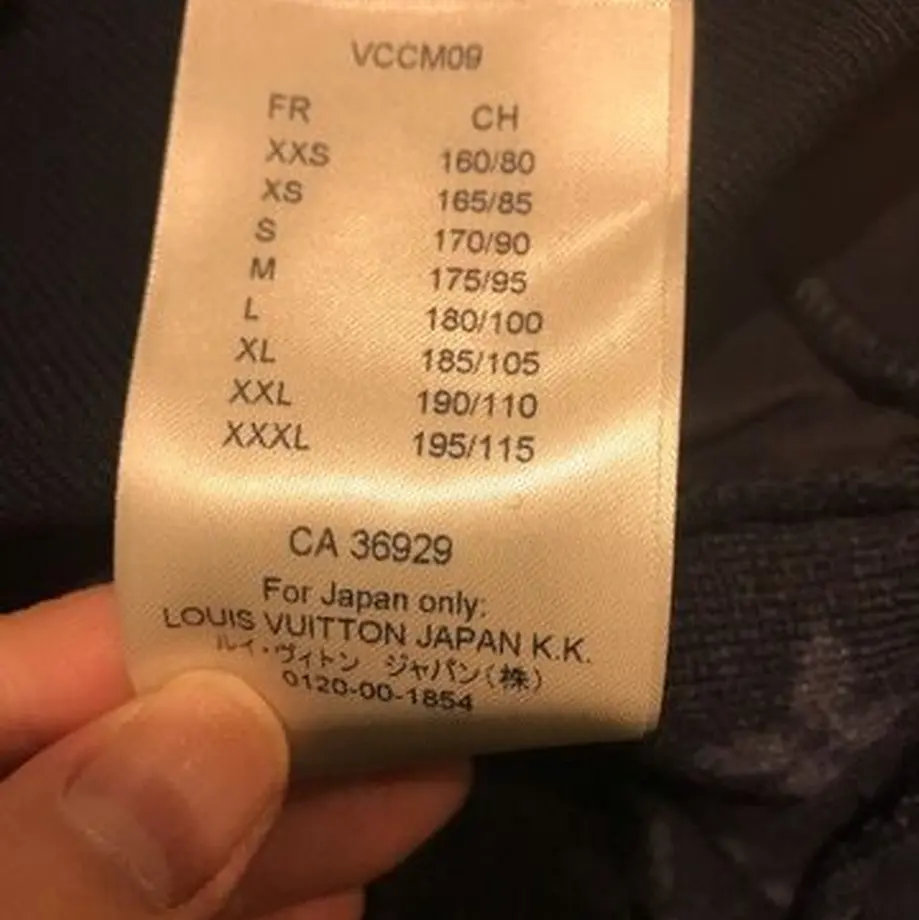 VCCM09
FR CH
XXS 160/80
XS 165/85
S 170/90
M 175/95
L 180/100
XL 185/105
XXL 190/110
XXXL 195/115
CA 36929
For Japan only:
LOUIS VUITTON JAPAN K.K.
ルイ・ヴィトン ジャパン(株)
0120-00-1854